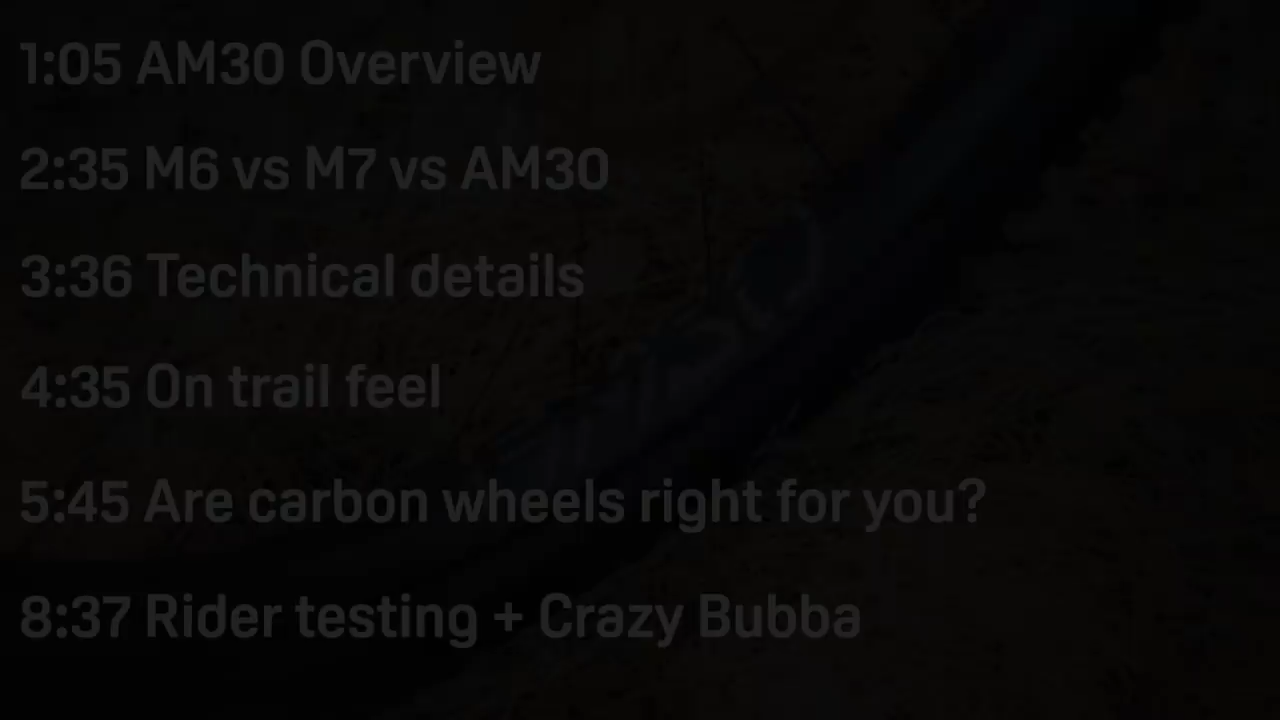 1:05 AM30 Overview
2:35 M6 vs M7 vs AM30
3:36 Technical details
4:35 On trail feel
5:45 Are carbon wheels right for you?
8:37 Rider testing + Crazy Bubba